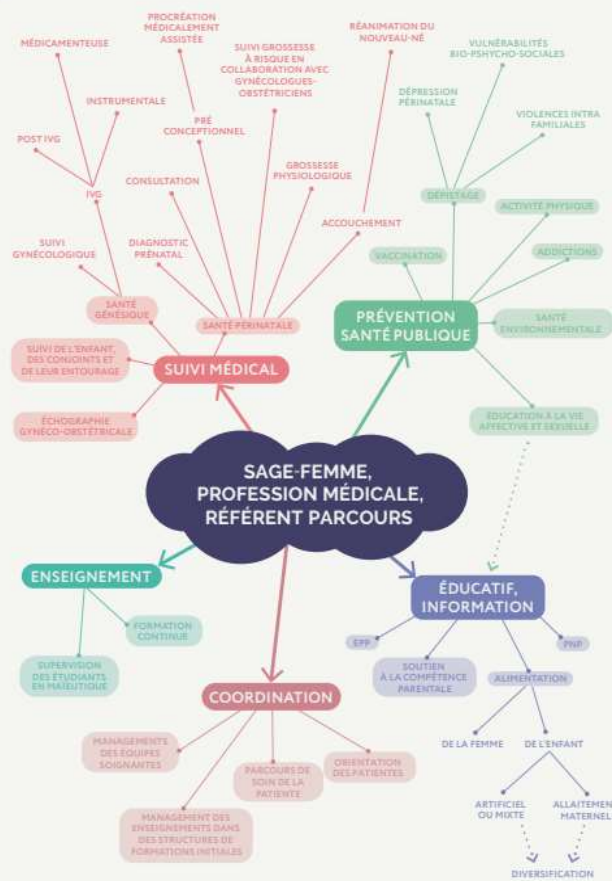 PROCRÉATION
MÉDICALEMENT
ASSISTÉE
MÉDICAMENTEUSE
SUIVI GROSSESSE
À RISQUE EN
COLLABORATION AVEC
GYNÉCOLOGUES-
OBSTÉTRICIENS
RÉANIMATION DU
NOUVEAU-NÉ
VULNÉRABILITÉS
BIO-PSHYCHO-SOCIALES
INSTRUMENTALE
DÉPRESSION
PÉRINATALE
VIOLENCES INTRA
FAMILIALES
POST IVG
PRÉ
CONCEPTIONNEL
IVG
CONSULTATION
GROSSESSE
PHYSIOLOGIQUE
DÉPISTAGE
ACTIVITÉ PHYSIQUE
ACCOUCHEMENT
SUIVI
GYNÉCOLOGIQUE
DIAGNOSTIC
PRÉNATAL
VACCINATION
ADDICTIONS
SANTÉ
GÉNÉSIQUE
SANTÉ PÉRINATALE
PRÉVENTION
SANTÉ PUBLIQUE
SANTÉ
ENVIRONNEMENTALE
SUIVI DE L'ENFANT,
DES CONJOINTS ET
DE LEUR ENTOURAGE
SUIVI MÉDICAL
ÉCHOGRAPHIE
GYNÉCO-OBSTÉTRICALE
ÉDUCATION À LA VIE
AFFECTIVE ET SEXUELLE
SAGE-FEMME,
PROFESSION MÉDICALE,
RÉFÉRENT PARCOURS
ENSEIGNEMENT
ÉDUCATIF,
INFORMATION
FORMATION
CONTINUE
SUPERVISION
DES ÉTUDIANTS
EN MAÏEUTIQUE
EPP
PNP
SOUTIEN
À LA COMPÉTENCE
PARENTALE
ALIMENTATION
COORDINATION
MANAGEMENTS
DES ÉQUIPES
SOIGNANTES
PARCOURS DE
SOIN DE LA
PATIENTE
ORIENTATION
DES PATIENTES
DE LA FEMME
DE L'ENFANT
MANAGEMENT DES
ENSEIGNEMENTS DANS
DES STRUCTURES DE
FORMATIONS INITIALES
ARTIFICIEL
OU MIXTE
ALLAITEMENT
MATERNEL
DIVERSIFICATION